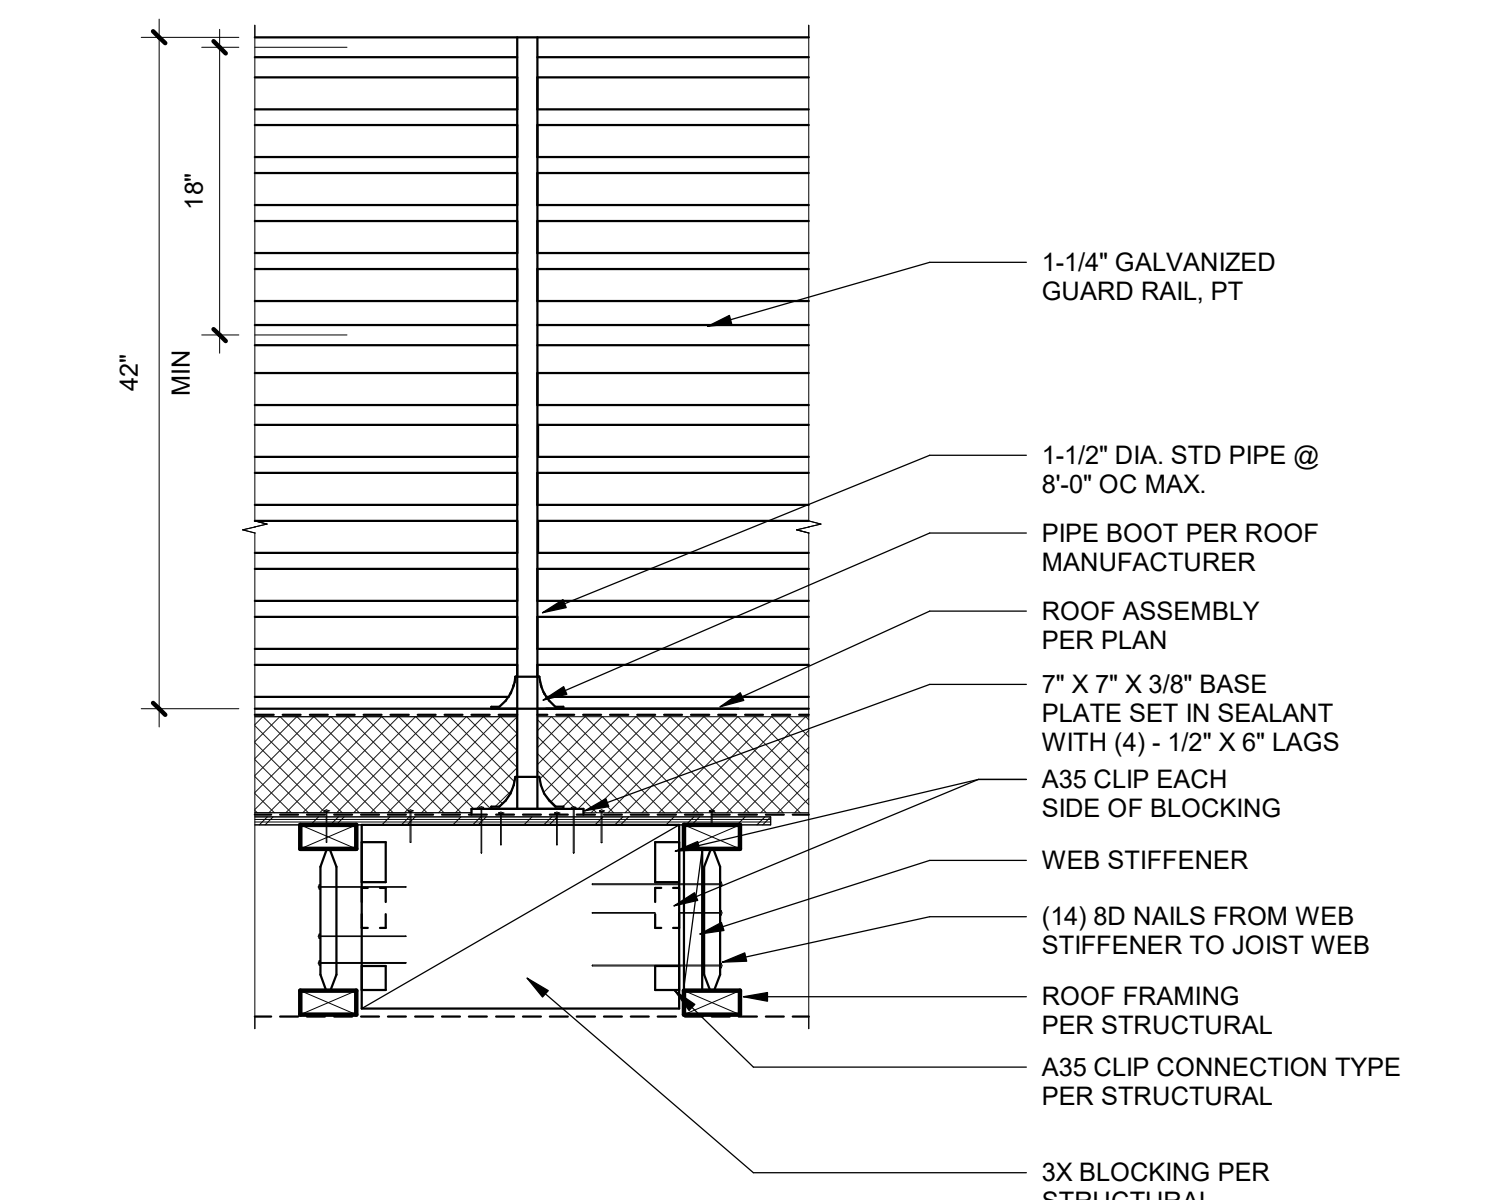 18"
42"
MIN
1-1/4" GALVANIZED
GUARD RAIL, PT
1-1/2" DIA. STD PIPE @
8'-0" OC MAX.
PIPE BOOT PER ROOF
MANUFACTURER
ROOF ASSEMBLY
PER PLAN
7" X 7" X 3/8" BASE
PLATE SET IN SEALANT
WITH (4) - 1/2" X 6" LAGS
A35 CLIP EACH
SIDE OF BLOCKING
WEB STIFFENER
(14) 8D NAILS FROM WEB
STIFFENER TO JOIST WEB
ROOF FRAMING
PER STRUCTURAL
A35 CLIP CONNECTION TYPE
PER STRUCTURAL
3X BLOCKING PER
STRUCTURAL